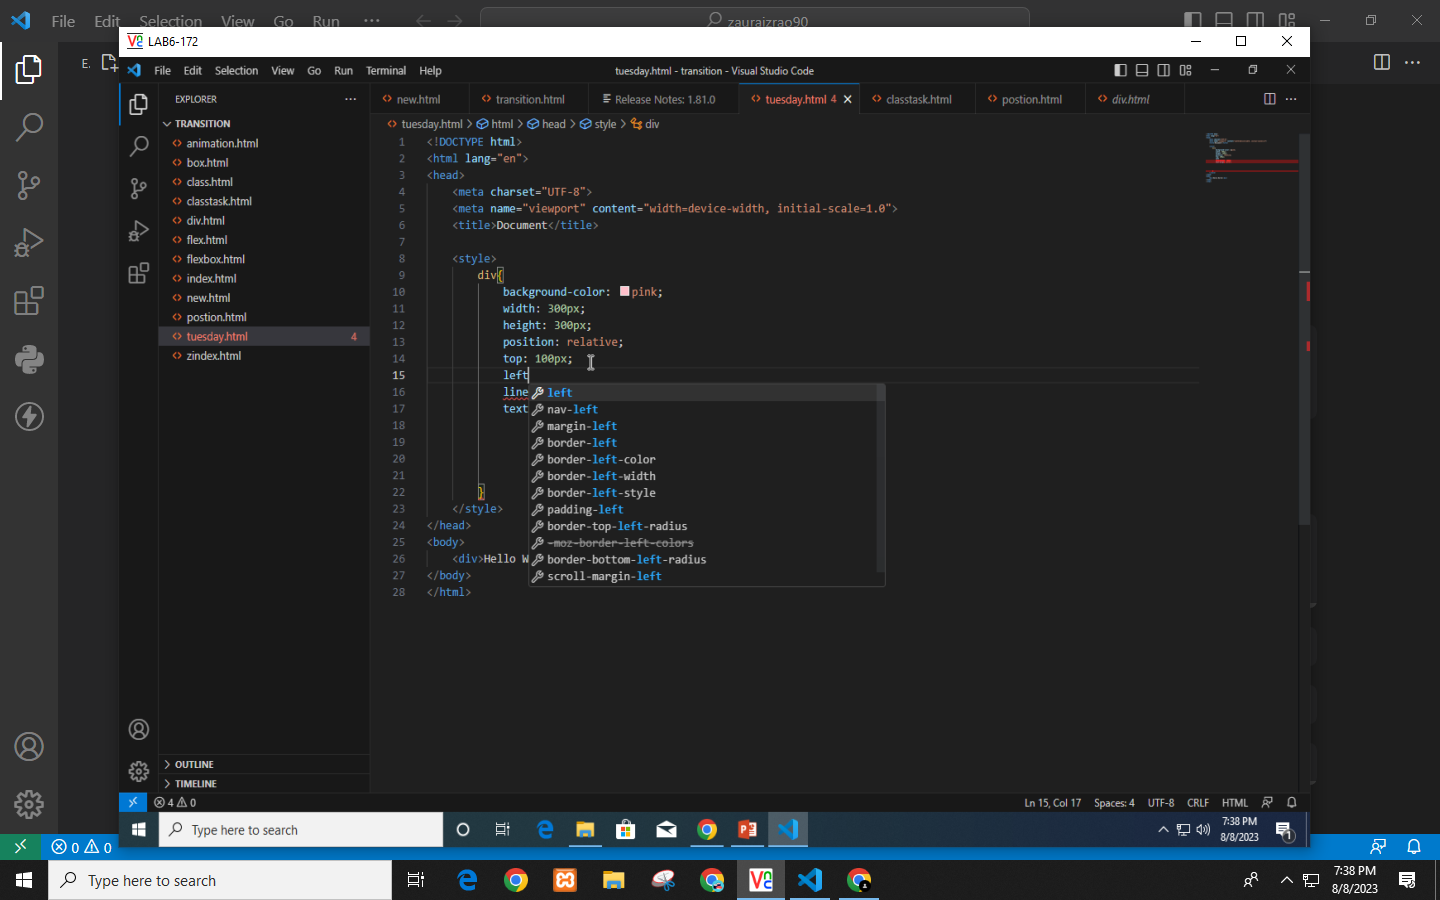 File Edit Selection View Go Run ··· zauraizrao90
LAB6-172
File Edit Selection View Go Run Terminal Help tuesday.html - transition - Visual Studio Code
E.
EXPLORER ···
new.html transition.html Release Notes: 1.81.0 tuesday.html 4 classtask.html postion.html div.html
TRANSITION
animation.html
box.html
class.html
classtask.html
div.html
flex.html
flexbox.html
index.html
new.html
postion.html
tuesday.html 4
zindex.html
OUTLINE
TIMELINE
tuesday.html > html > head > style > div
1 <!DOCTYPE html>
2 <html lang="en">
3 <head>
4 <meta charset="UTF-8">
5 <meta name="viewport" content="width=device-width, initial-scale=1.0">
6 <title>Document</title>
7
8 <style>
9 div{
10 background-color: pink;
11 width: 300px;
12 height: 300px;
13 position: relative;
14 top: 100px;
15 left
16 line
17 text
18
19
20
21
22 }
23 </style>
24 </head>
25 <body>
26 <div>Hello W
27 </body>
28 </html>
left
nav-left
margin-left
border-left
border-left-color
border-left-width
border-left-style
padding-left
border-top-left-radius
-moz-border-left-colors
border-bottom-left-radius
scroll-margin-left
4 0 Ln 15, Col 17 Spaces: 4 UTF-8 CRLF HTML
Type here to search 7:38 PM
8/8/2023 1
0 0
Type here to search 7:38 PM
8/8/2023